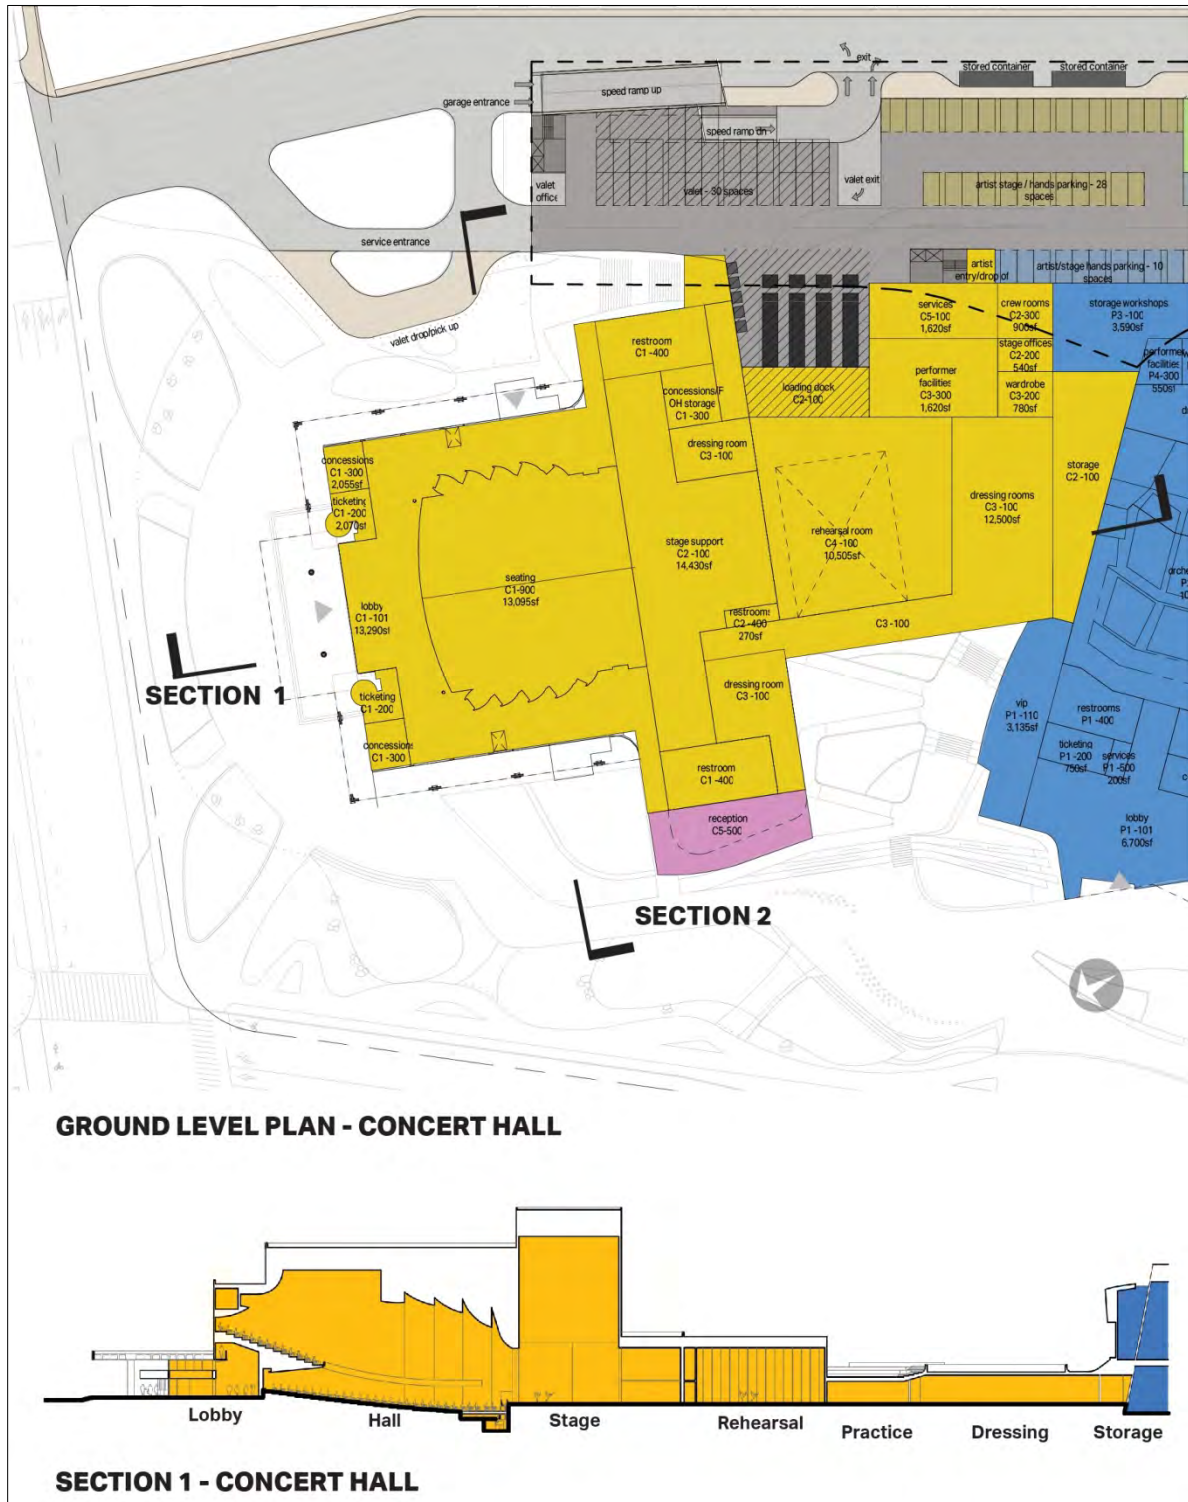 exit
stored container
stored container
speed ramp up
garage entrance
speed ramp dn
valet
office
valet - 30 spaces
valet exit
artist stage / hands parking - 28
spaces
service entrance
artist
entry/drop of
artist/stage hands parking - 10
spaces
valet drop/pick up
services
C5-100
1,620sf
crew rooms
C2-300
900sf
storage workshops
P3 -100
3,590sf
restroom
C1 -400
stage offices
C2-200
540sf
performer
facilities
P4-300
550sf
concessions/F
OH storage
C1 -300
loading dock
C2-100
performer
facilities
C3-300
1,620sf
wardrobe
C3-200
780sf
dressing room
C3 -100
concessions
C1 -300
2,055sf
storage
C2 -100
ticketing
C1 -200
2,070sf
dressing rooms
C3 -100
12,500sf
stage support
C2 -100
14,430sf
rehearsal room
C4 -100
10,505sf
seating
C1-900
13,095sf
lobby
C1 -101
13,290sf
restrooms
C2 -400
270sf
C3 -100
SECTION 1
ticketing
C1 -200
dressing room
C3 -100
vip
P1 -110
3,135sf
restrooms
P1 -400
concessions
C1 -300
ticketing
P1 -200
750sf
services
P1 -500
200sf
restroom
C1 -400
reception
C5-500
lobby
P1 -101
6,700sf
SECTION 2
GROUND LEVEL PLAN - CONCERT HALL
Lobby
Hall
Stage
Rehearsal
Practice
Dressing
Storage
SECTION 1 - CONCERT HALL